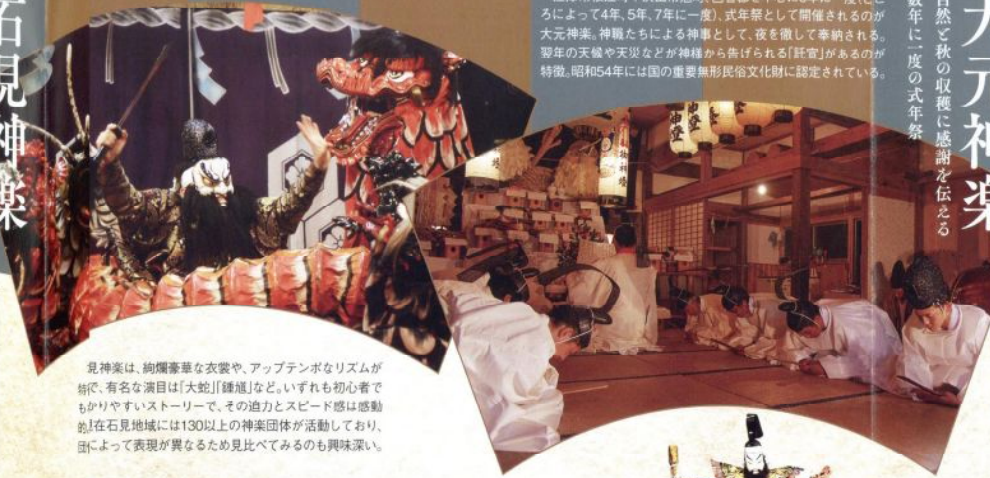 大元神楽
自然と秋の収穫に感謝を伝える
数年に一度の式年祭
ろによって4年、5年、7年に一度)、式年祭として開催されるのが
大元神楽。神職たちによる神事として、夜を徹して奉納される。
翌年の天候や天災などが神様から告げられる「託宣」があるのが
特徴。昭和54年には国の重要無形民俗文化財に認定されている。
石見神楽
見神楽は、絢爛豪華な衣裳や、アップテンポなリズムが
特で、有名な演目は「大蛇」「鍾馗」など。いずれも初心者で
もかりやすいストーリーで、その迫力とスピード感は感動
的!在石見地域には130以上の神楽団体が活動しており、
団によって表現が異なるため見比べてみるのも興味深い。